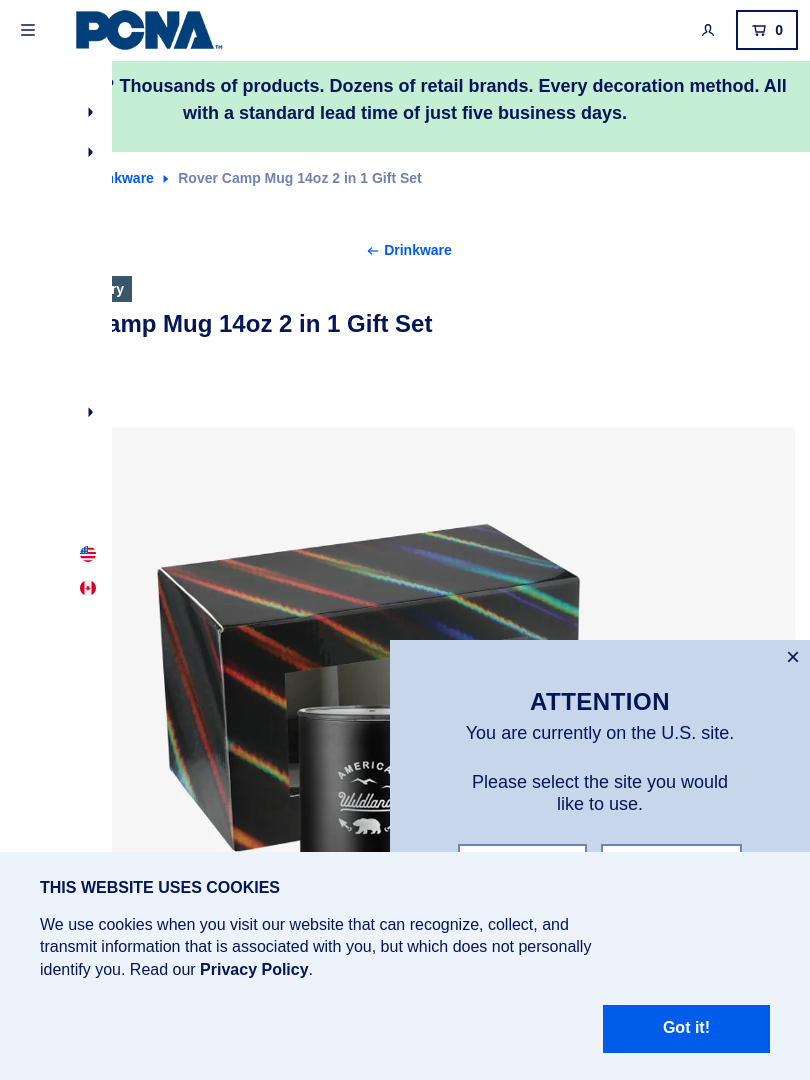 PCNA™
0
? Thousands of products. Dozens of retail brands. Every decoration method. All
with a standard lead time of just five business days.
nkware Rover Camp Mug 14oz 2 in 1 Gift Set
Drinkware
ry
amp Mug 14oz 2 in 1 Gift Set
AMERICA
Wildlan
ATTENTION
You are currently on the U.S. site.
Please select the site you would
like to use.
THIS WEBSITE USES COOKIES
We use cookies when you visit our website that can recognize, collect, and
transmit information that is associated with you, but which does not personally
identify you. Read our Privacy Policy.
Got it!